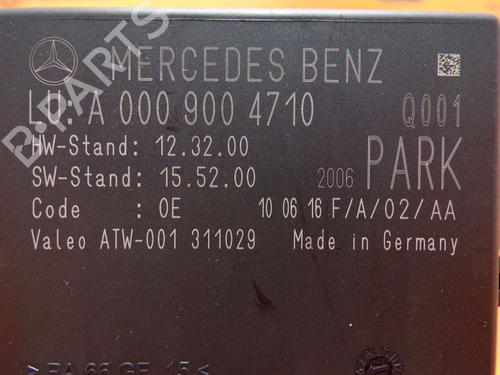 MERCEDES BENZ
LU. A 000 900 4710 Q001
HW-Stand: 12.32.00
SW-Stand: 15.52.00 2006 PARK
Code : 0E 10 06 16 F/A/02/AA
Valeo ATW-001 311029 Made in Germany
B-PARTS